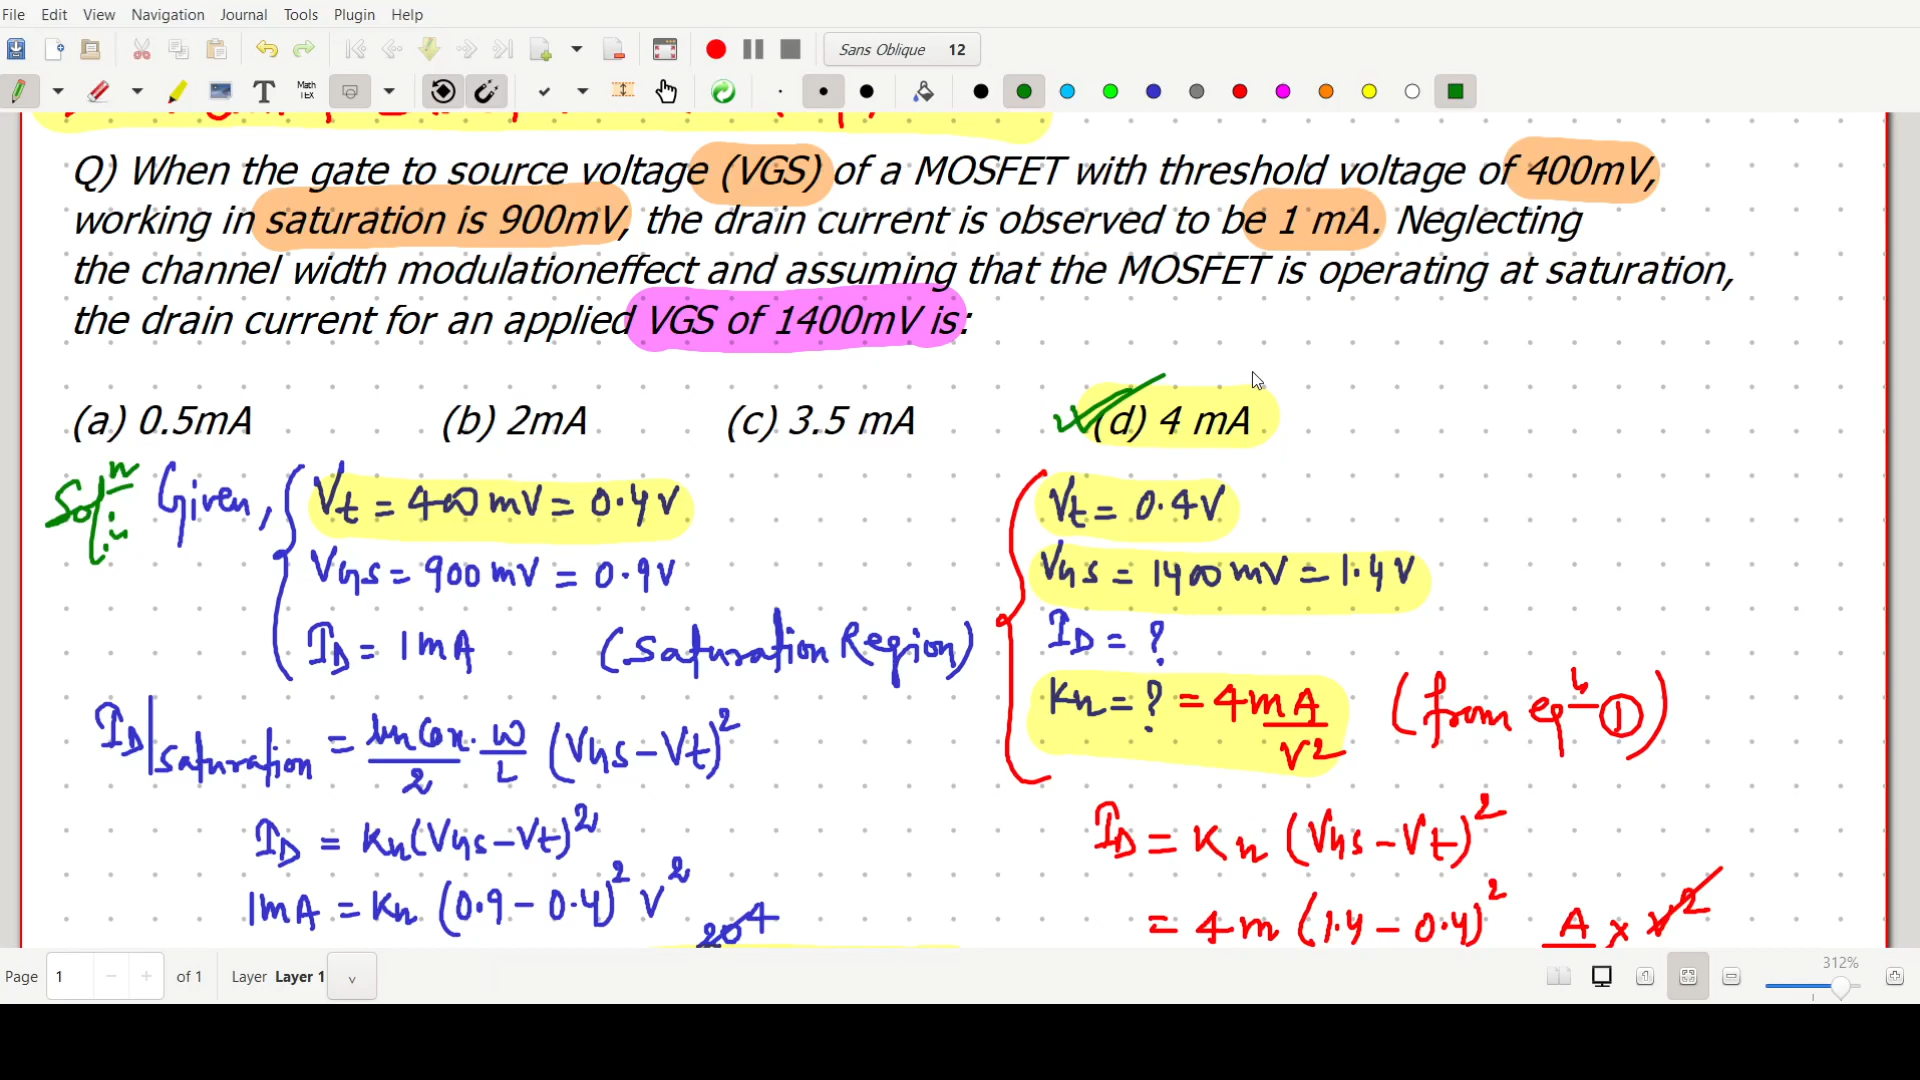 File Edit View Navigation Journal Tools Plugin Help
Sans Oblique 12
T Math TEX
Q) When the gate to source voltage (VGS) of a MOSFET with threshold voltage of 400mV,
working in saturation is 900mV, the drain current is observed to be 1 mA. Neglecting
the channel width modulationeffect and assuming that the MOSFET is operating at saturation,
the drain current for an applied VGS of 1400mV is:
(a) 0.5mA (b) 2mA (c) 3.5 mA (d) 4 mA
Solⁿ:- Given, Vt = 400 mV = 0.4V
VGS = 900 mV = 0.9V
ID = 1mA (Saturation Region)
ID|saturation = μnCox/2 · W/L (VGS - Vt)²
ID = Kn(VGS - Vt)²
1mA = Kn (0.9 - 0.4)² V²
20 4
Vt = 0.4V
VGS = 1400 mV = 1.4V
ID = ?
Kn = ? = 4mA/V² (from eqⁿ ①)
ID = Kn (VGS - Vt)²
= 4m (1.4 - 0.4)² A × V²
Page 1 of 1 Layer Layer 1 312%